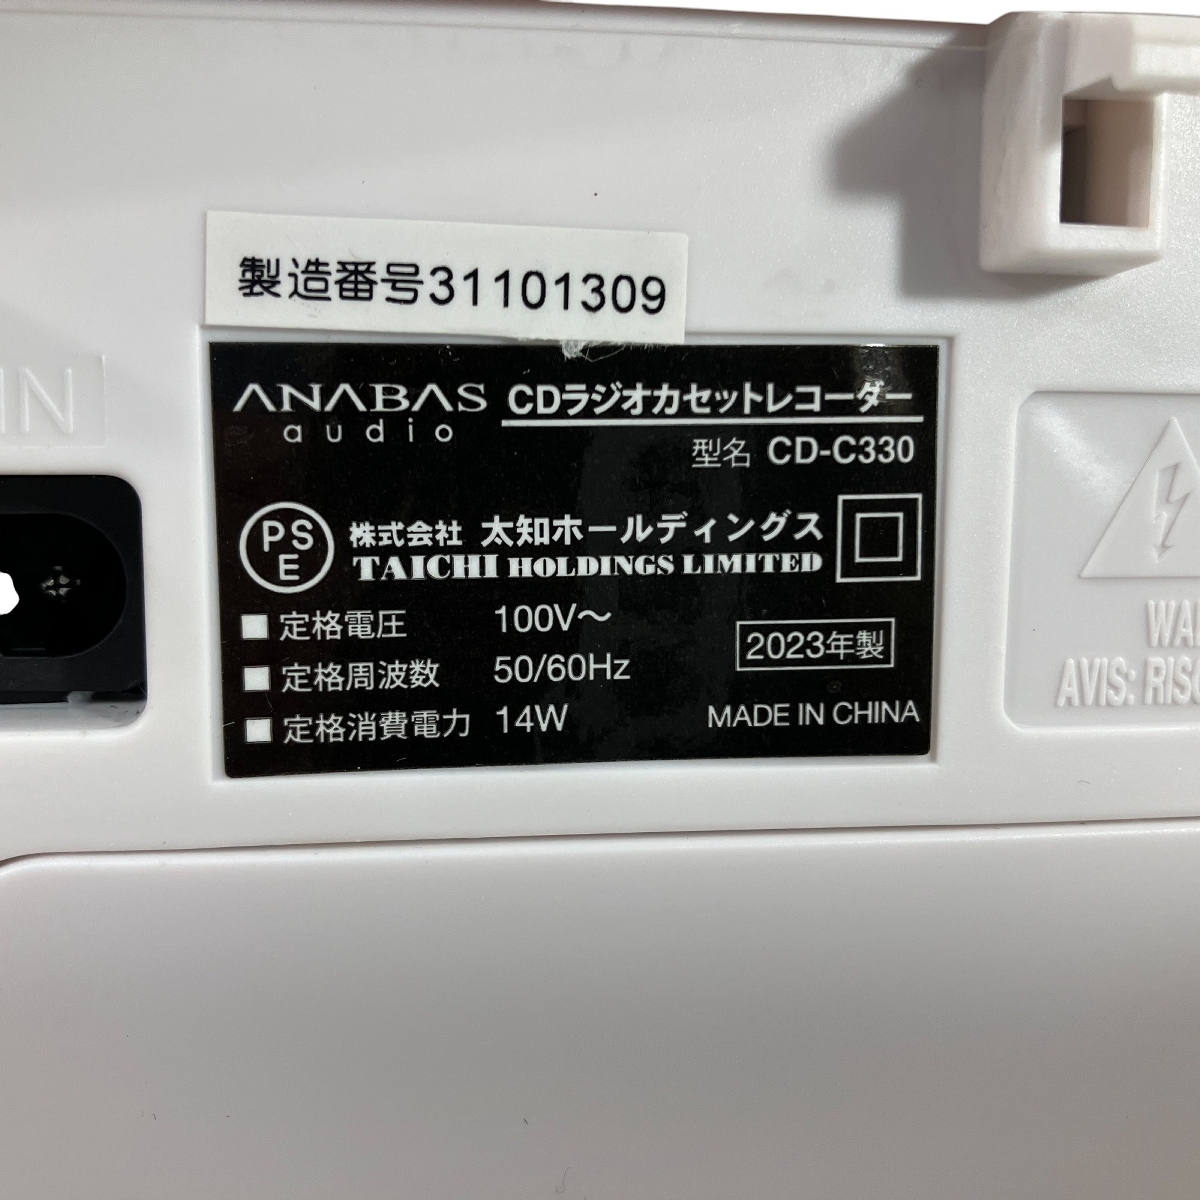 製造番号31101309
IN
ANABAS
audio
CDラジオカセットレコーダー
型名 CD-C330
PSE
株式会社 太知ホールディングス
TAICHI HOLDINGS LIMITED
■ 定格電圧 100V～
■ 定格周波数 50/60Hz
■ 定格消費電力 14W
2023年製
MADE IN CHINA
AVIS: